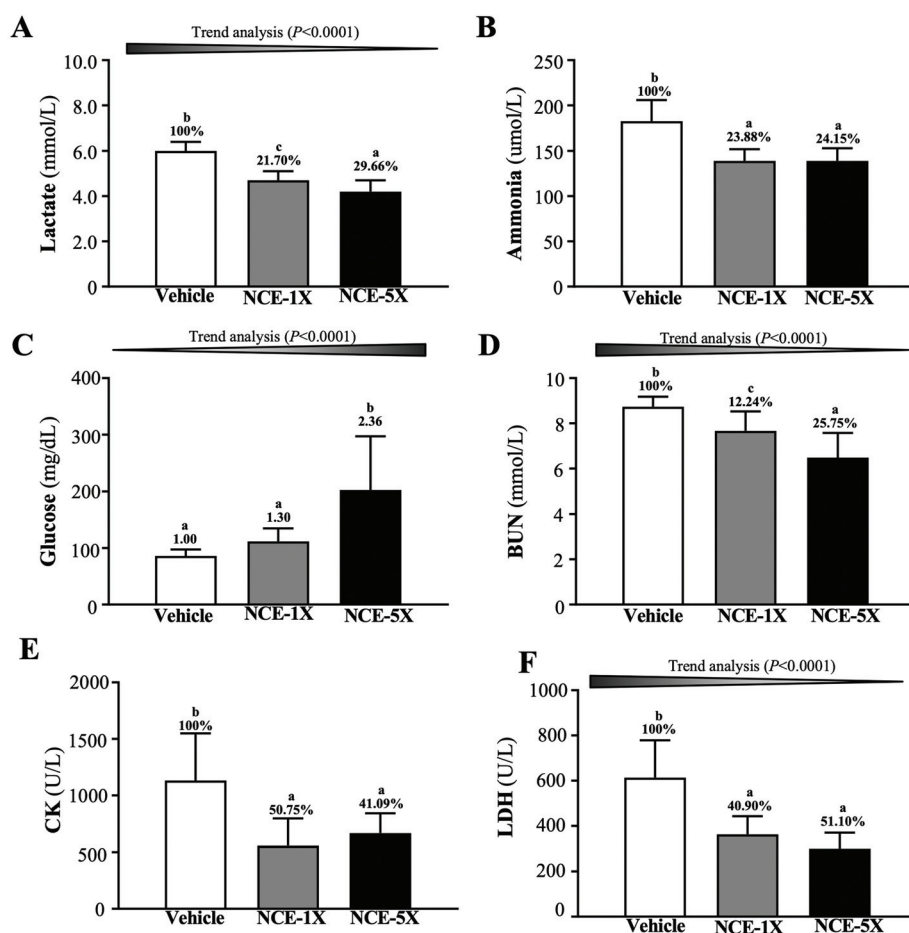 A
Trend analysis (P<0.0001)
Lactate (mmol/L)
10.0
8.0
6.0
4.0
2.0
0
b
100%
c
21.70%
a
29.66%
Vehicle NCE-1X NCE-5X
B
Ammonia (umol/L)
250
200
150
100
50
0
b
100%
a
23.88%
a
24.15%
Vehicle NCE-1X NCE-5X
C
Trend analysis (P<0.0001)
Glucose (mg/dL)
400
300
200
100
0
a
1.00
a
1.30
b
2.36
Vehicle NCE-1X NCE-5X
D
Trend analysis (P<0.0001)
BUN (mmol/L)
10
8
6
4
2
0
b
100%
c
12.24%
a
25.75%
Vehicle NCE-1X NCE-5X
E
CK (U/L)
2000
1500
1000
500
0
b
100%
a
50.75%
a
41.09%
Vehicle NCE-1X NCE-5X
F
Trend analysis (P<0.0001)
LDH (U/L)
1000
800
600
400
200
0
b
100%
a
40.90%
a
51.10%
Vehicle NCE-1X NCE-5X